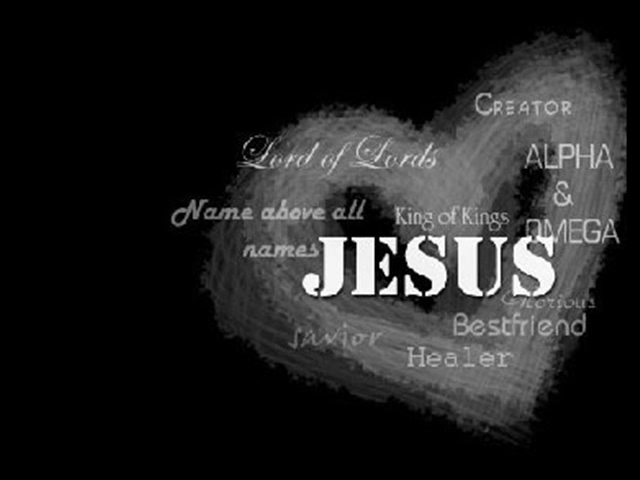 Creator
Lord of Lords
ALPHA
&
OMEGA
Name above all
names
King of Kings
JESUS
Glorious
Bestfriend
Savior
Healer